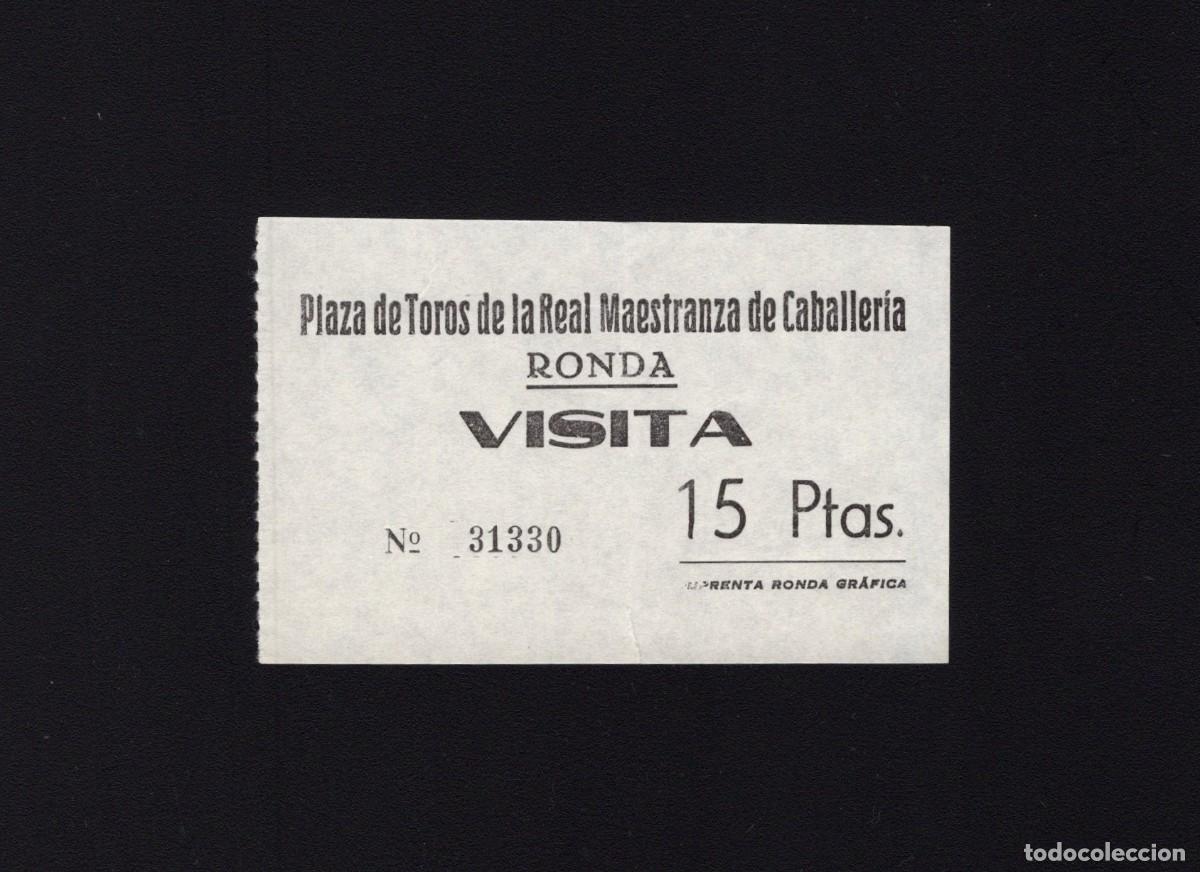 Plaza de Toros de la Real Maestranza de Caballería
RONDA
VISITA
15 Ptas.
Nº 31330
RONDA GRÁFICA
todocoleccion